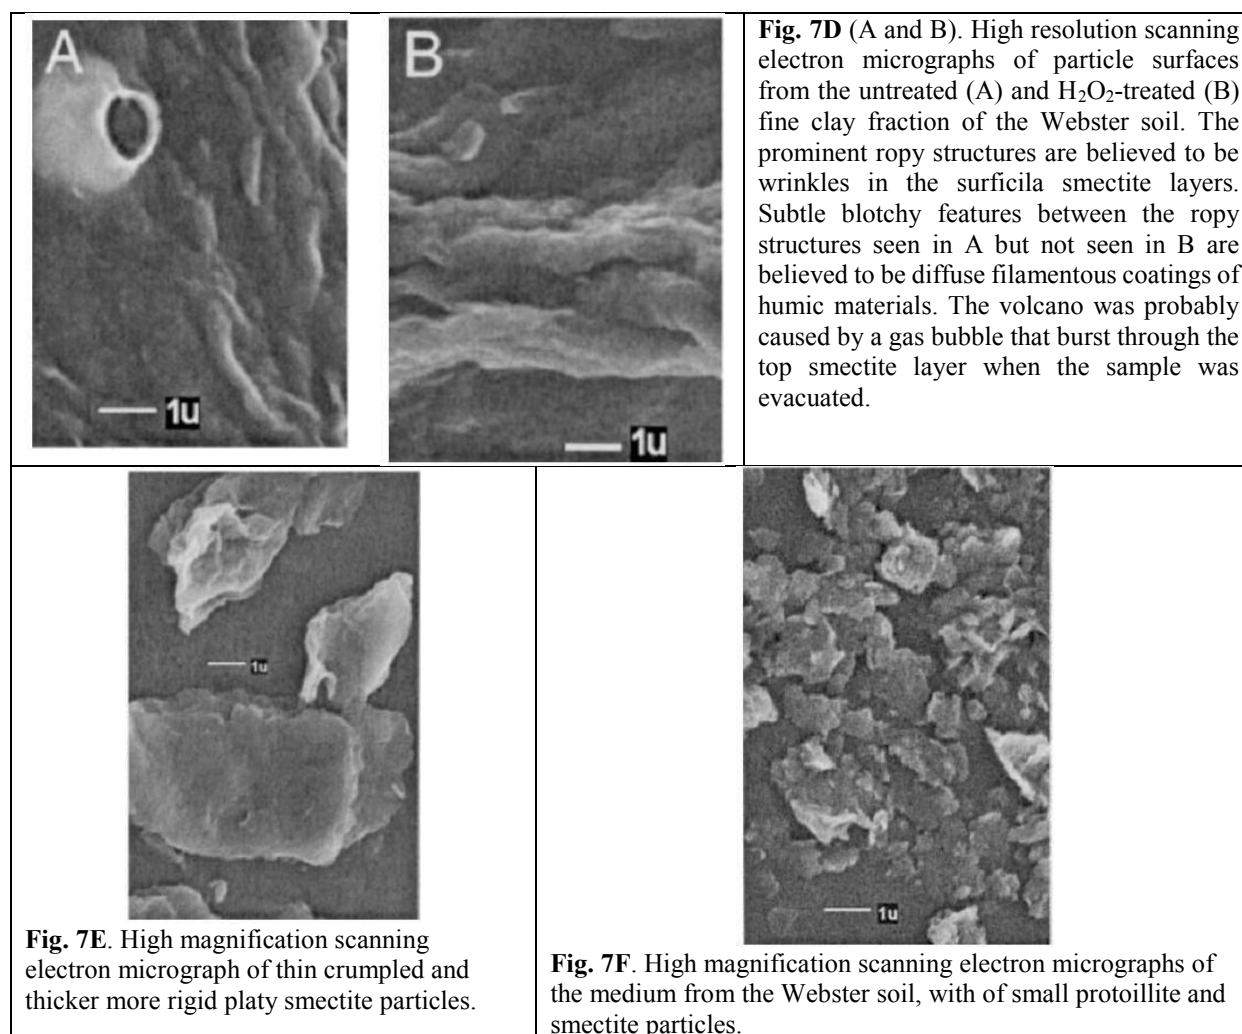 A
1u
B
1u
Fig. 7D (A and B). High resolution scanning
electron micrographs of particle surfaces
from the untreated (A) and H₂O₂-treated (B)
fine clay fraction of the Webster soil. The
prominent ropy structures are believed to be
wrinkles in the surficila smectite layers.
Subtle blotchy features between the ropy
structures seen in A but not seen in B are
believed to be diffuse filamentous coatings of
humic materials. The volcano was probably
caused by a gas bubble that burst through the
top smectite layer when the sample was
evacuated.
1u
Fig. 7E. High magnification scanning
electron micrograph of thin crumpled and
thicker more rigid platy smectite particles.
1u
Fig. 7F. High magnification scanning electron micrographs of
the medium from the Webster soil, with of small protoillite and
smectite particles.